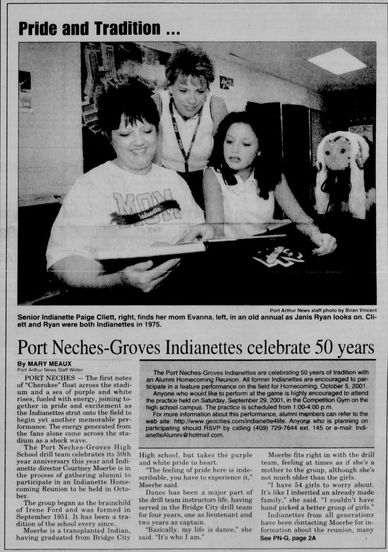 Pride and Tradition ...
MOM
Port Arthur News staff photo by Brian Vincent
Senior Indianette Paige Cliett, right, finds her mom Evanna, left, in an old annual as Janis Ryan looks on. Cli-
ett and Ryan were both Indianettes in 1975.
Port Neches-Groves Indianettes celebrate 50 years
By MARY MEAUX
Port Arthur News Staff Writer
PORT NECHES — The first notes
of "Cherokee" float across the stadi-
um and a sea of purple and white
rises, fueled with energy, joining to-
gether in pride and excitement as
the Indianettes strut onto the field to
begin yet another memorable per-
formance. The energy generated from
the fans alone come across the sta-
dium as a shock wave.
The Port Neches-Groves High
School drill team celebrates its 50th
year anniversary this year and Indi-
anette director Courtney Moerbe is in
the process of gathering alumni to
participate in an Indianette Home-
coming Reunion to be held in Octo-
ber.
The group began as the brainchild
of Irene Ford and was formed in
September 1951. It has been a tra-
dition of the school every since.
Moerbe is a transplanted Indian,
having graduated from Bridge City
The Port Neches-Groves Indianettes are celebrating 50 years of tradition with
an Alumni Homecoming Reunion. All former Indianettes are encouraged to par-
ticipate in a feature performance on the field for Homecoming, October 5, 2001.
Anyone who would like to perform at the game is highly encouraged to attend
the practice held on Saturday, September 29, 2001, in the Competition Gym on the
high school campus. The practice is scheduled from 1:00-4:00 p.m.
For more information about this performance, alumni members can refer to the
web site: http://www.geocities.com/indianette4life. Anyone who is planning on
participating should RSVP by calling (409) 729-7644 ext. 145 or e-mail Indi-
anetteAlumni@hotmail.com.
High school, but takes the purple
and white pride to heart.
"The feeling of pride here is inde-
scribable, you have to experience it,"
Moerbe said.
Dance has been a major part of
the drill team instructors life, having
served in the Bridge City drill team
for four years, one as lieutenant and
two years as captain.
"Basically, my life is dance," she
said. "It's who I am."
Moerbe fits right in with the drill
team, feeling at times as if she's a
mother to the group, although she's
not much older than the girls.
"I have 54 girls to worry about.
It's like I inherited an already made
family," she said. "I couldn't have
hand picked a better group of girls."
Indianettes from all generations
have been contacting Moerbe for in-
formation about the reunion, many
See PN-G, page 2A